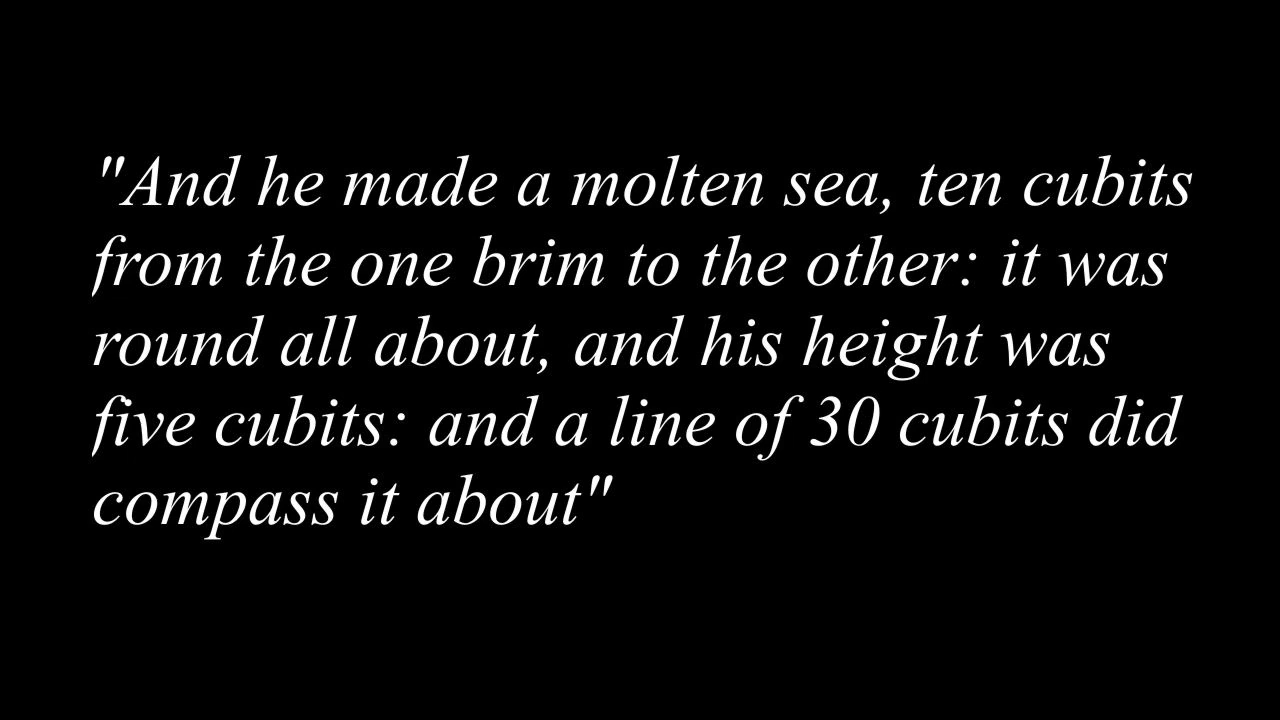 "And he made a molten sea, ten cubits
from the one brim to the other: it was
round all about, and his height was
five cubits: and a line of 30 cubits did
compass it about"